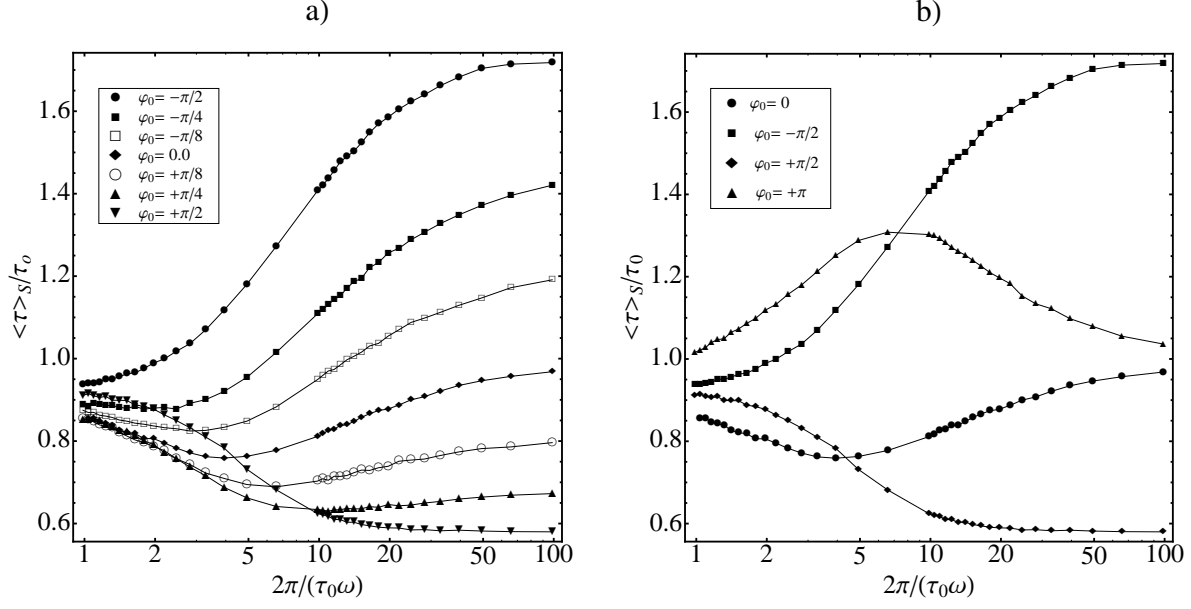 a)
<τ>_S/τ_o
1.6
1.4
1.2
1.0
0.8
0.6
φ₀= −π/2
φ₀= −π/4
φ₀= −π/8
φ₀= 0.0
φ₀= +π/8
φ₀= +π/4
φ₀= +π/2
1 2 5 10 20 50 100
2π/(τ₀ω)
b)
<τ>_S/τ₀
1.6
1.4
1.2
1.0
0.8
0.6
φ₀= 0
φ₀= −π/2
φ₀= +π/2
φ₀= +π
1 2 5 10 20 50 100
2π/(τ₀ω)